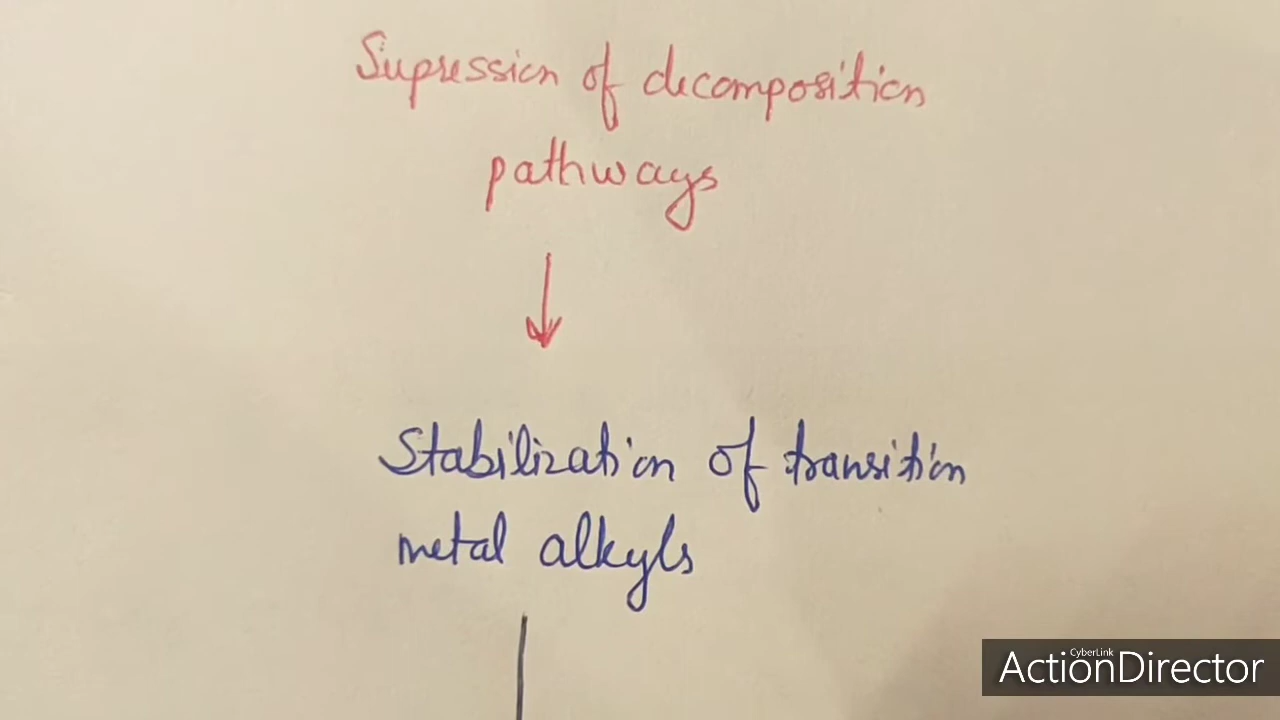 Supression of decomposition
pathways
Stabilization of transition
metal alkyls
CyberLink
ActionDirector